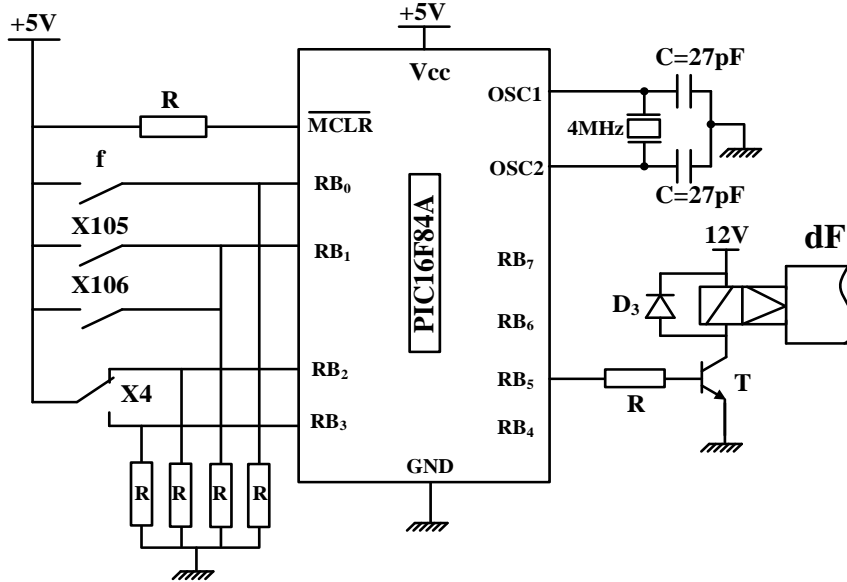 +5V
+5V
Vcc
C=27pF
R
MCLR
OSC1
4MHz
f
OSC2
RB0
C=27pF
X105
RB1
PIC16F84A
RB7
12V
dF
X106
D3
RB6
RB2
RB5
X4
T
RB3
R
RB4
GND
R
R
R
R